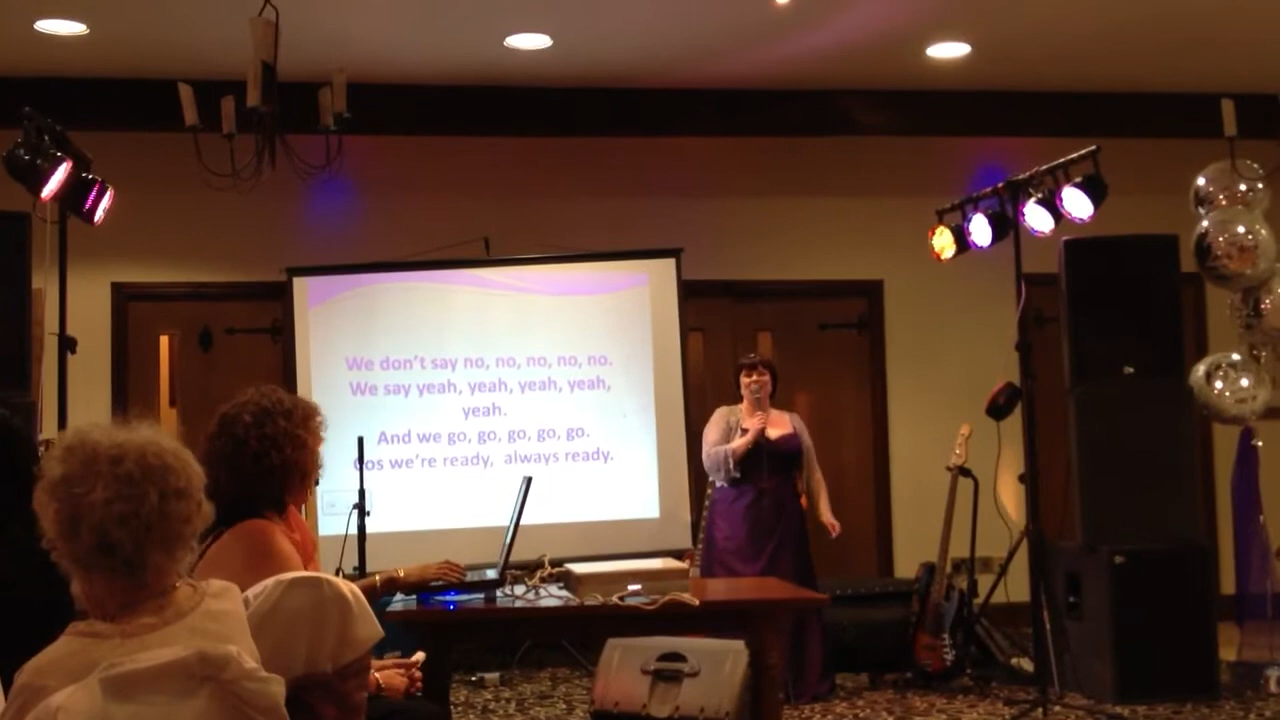 We don't say no, no, no, no, no.
We say yeah, yeah, yeah, yeah,
yeah.
And we go, go, go, go, go.
Cos we're ready, always ready.